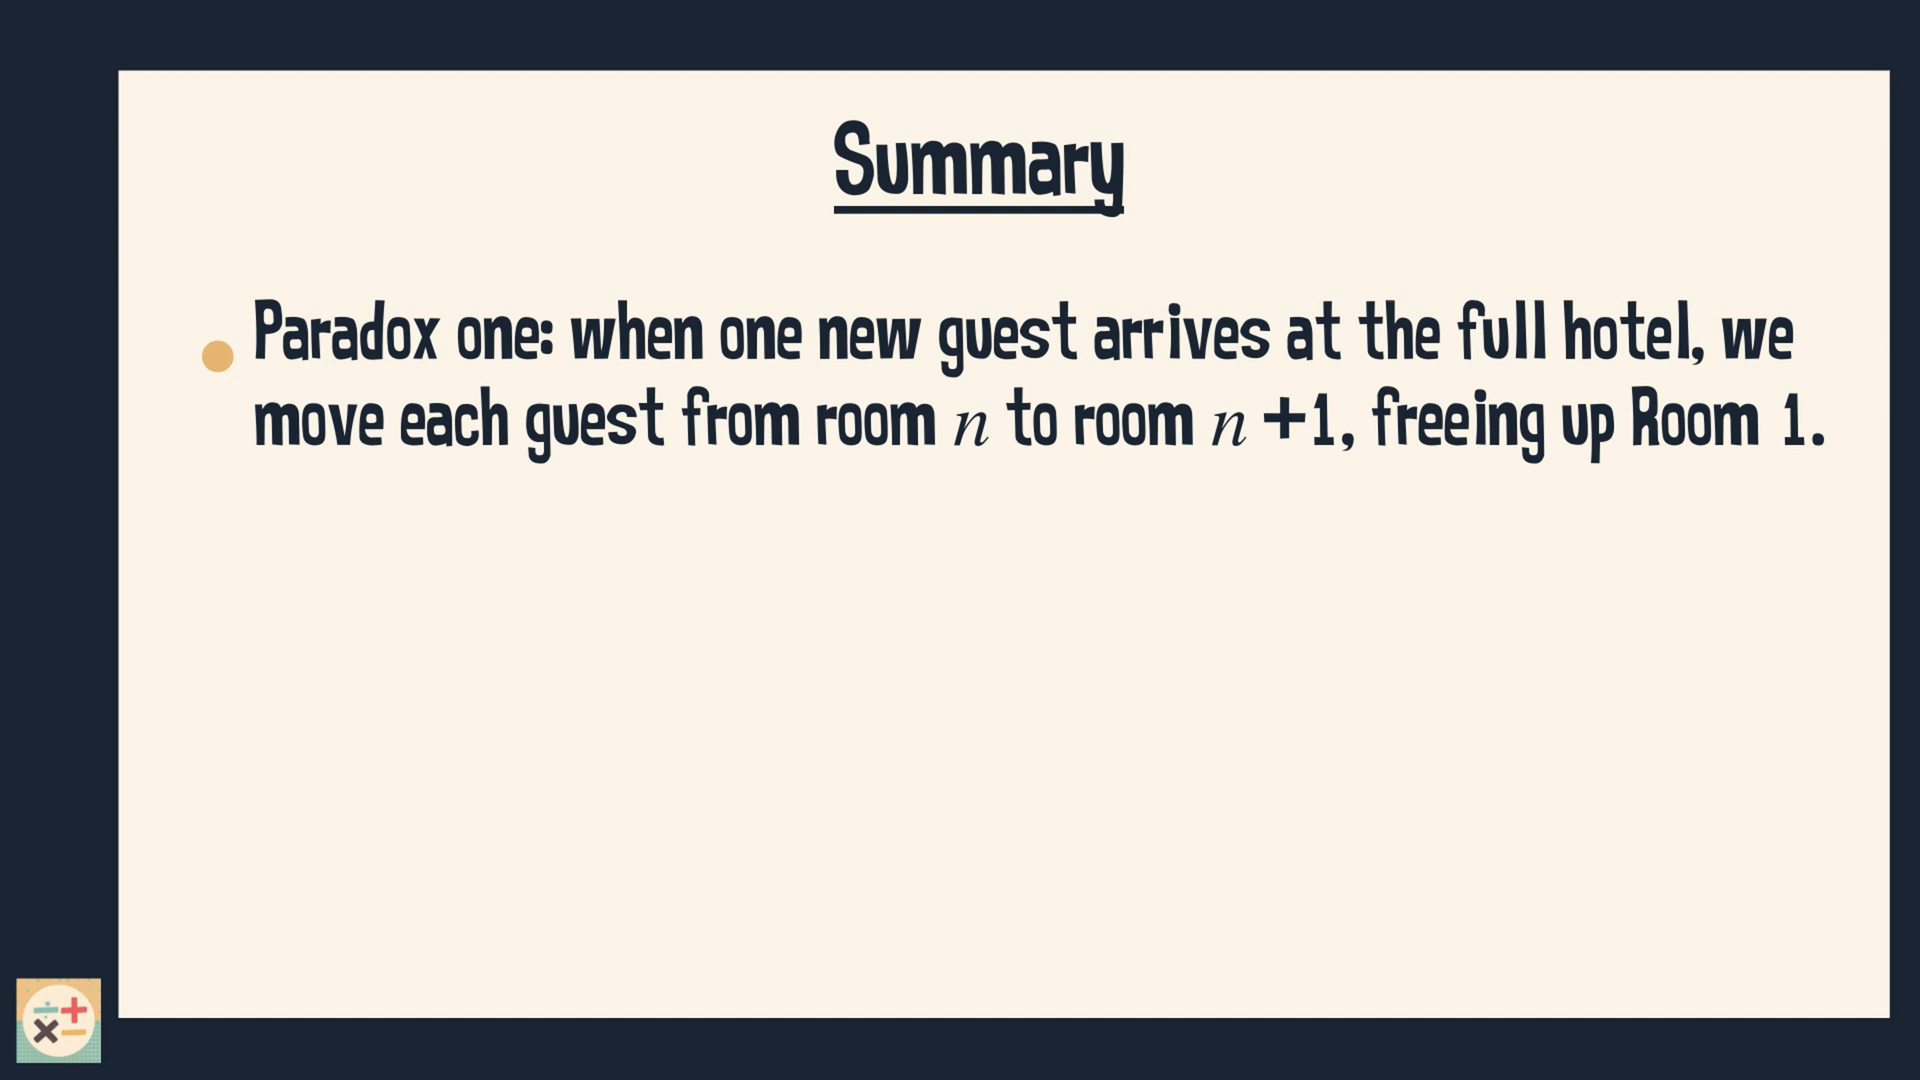 Summary
Paradox one: when one new guest arrives at the full hotel, we
move each guest from room n to room n +1, freeing up Room 1.